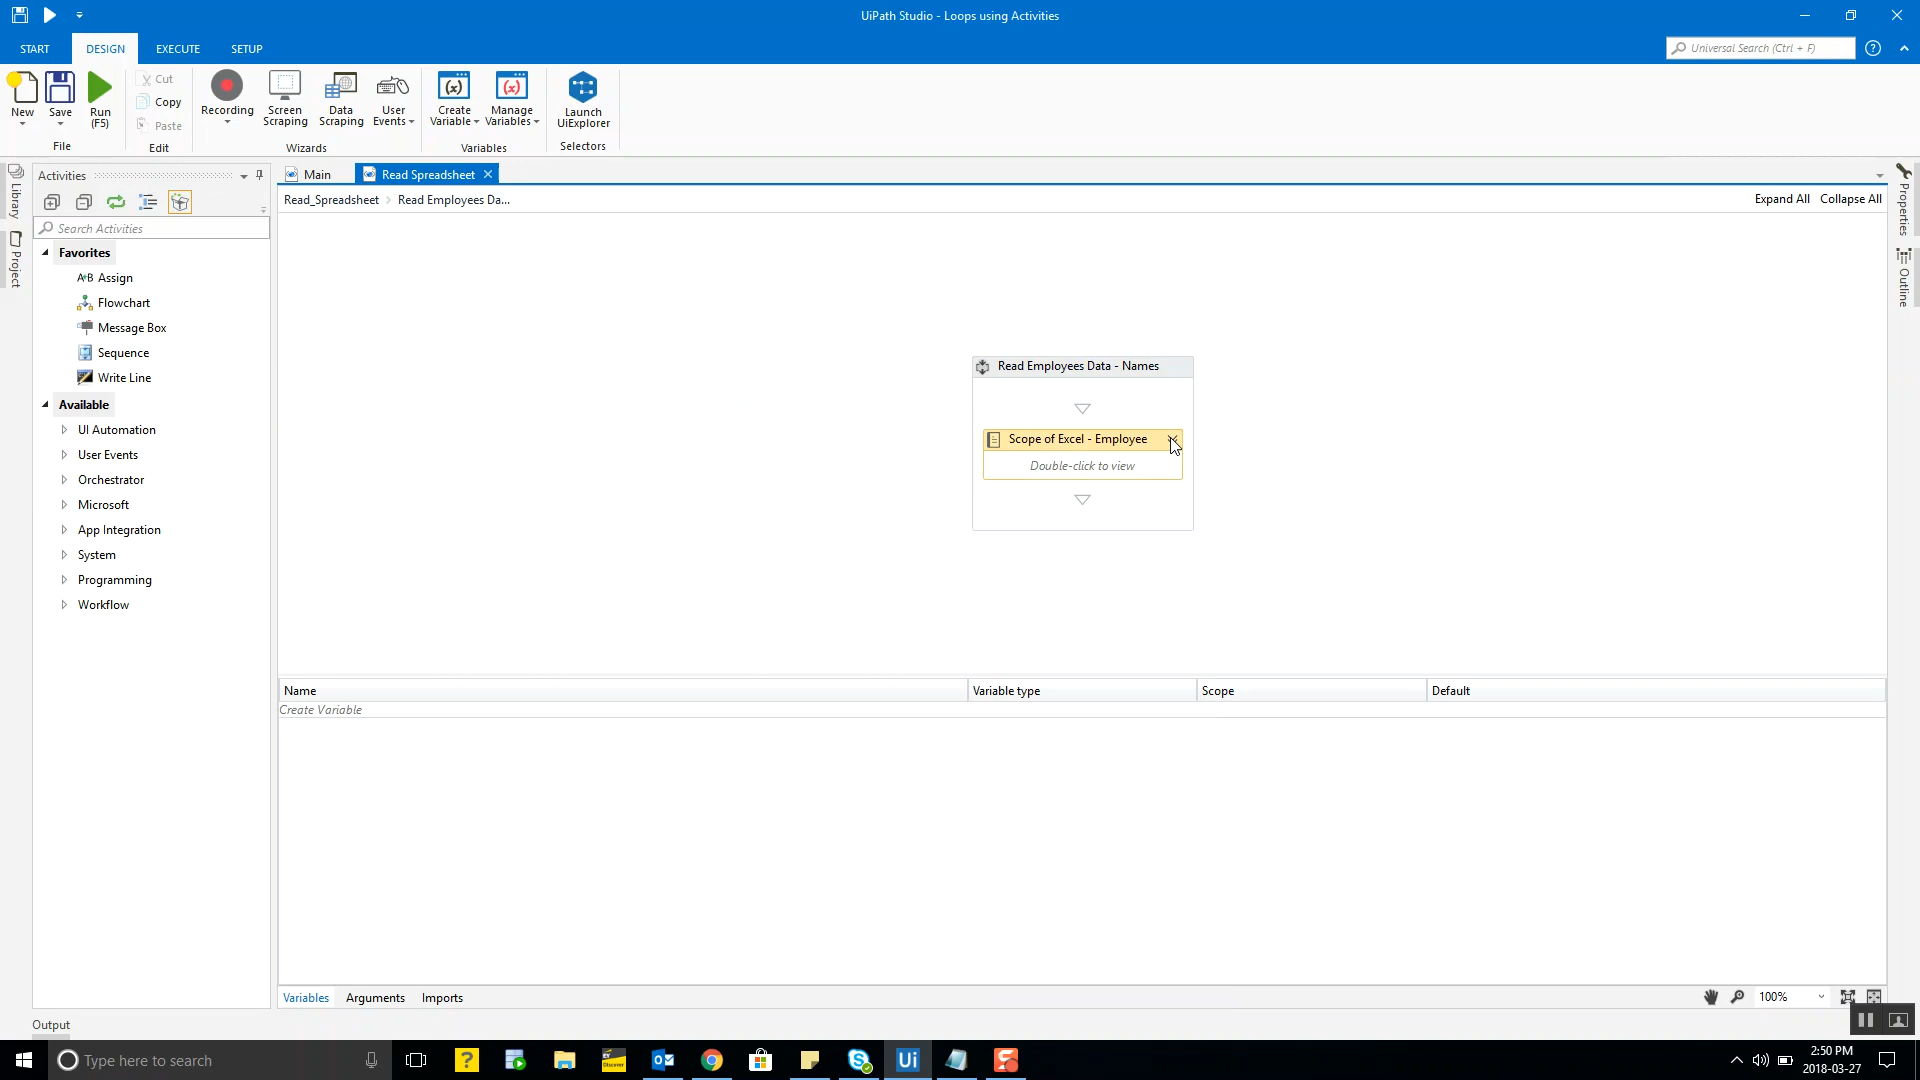 UiPath Studio - Loops using Activities
START DESIGN EXECUTE SETUP
Universal Search (Ctrl + F)
?
New
Save
Run
(F5)
File
Cut
Copy
Paste
Edit
Recording
Screen
Scraping
Data
Scraping
User
Events
Wizards
(x)
Create
Variable
(x)
Manage
Variables
Variables
Launch
UiExplorer
Selectors
Library
Project
Activities
Search Activities
Favorites
A+B Assign
Flowchart
Message Box
Sequence
Write Line
Available
UI Automation
User Events
Orchestrator
Microsoft
App Integration
System
Programming
Workflow
Main
Read Spreadsheet
Read_Spreadsheet
Read Employees Da...
Expand All Collapse All
Properties
Outline
Read Employees Data - Names
Scope of Excel - Employee
Double-click to view
Name Variable type Scope Default
Create Variable
Variables Arguments Imports
100%
Output
Type here to search
?
EY
Discover
Ui
2:50 PM
2018-03-27